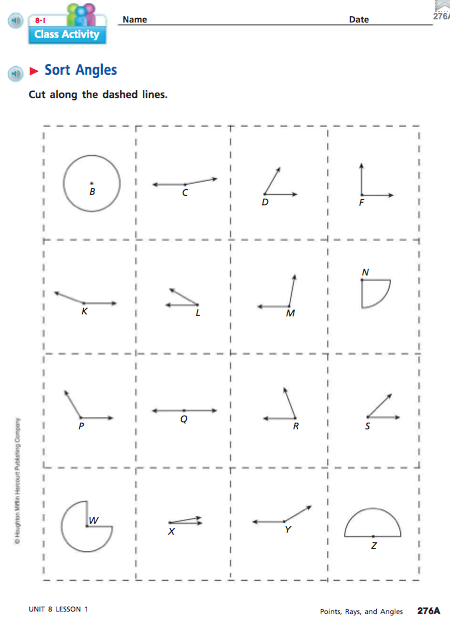 8-1
Class Activity
Name Date
276A
Sort Angles
Cut along the dashed lines.
B C D F
K L M N
P Q R S
W X Y Z
© Houghton Mifflin Harcourt Publishing Company
UNIT 8 LESSON 1
Points, Rays, and Angles 276A